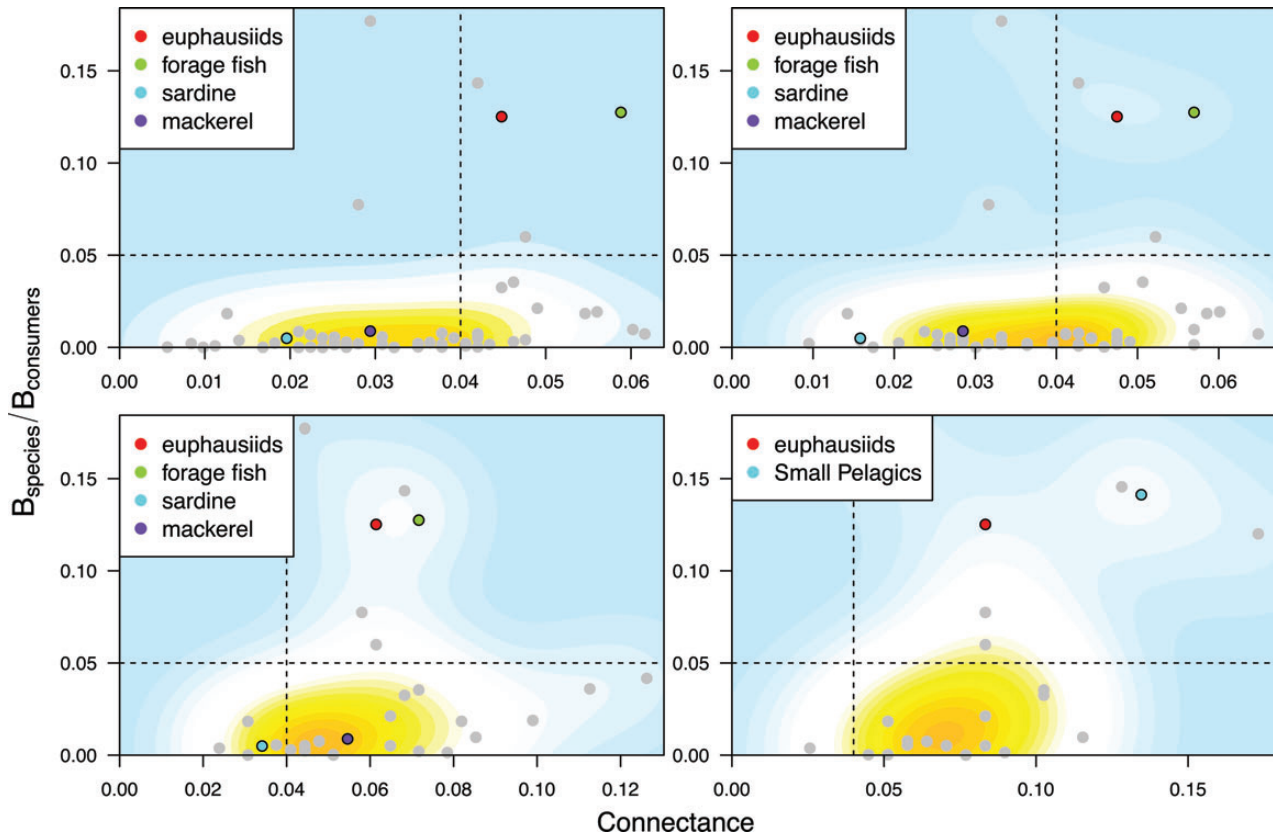 euphausiids
forage fish
sardine
mackerel
0.15
0.10
0.05
0.00
0.00 0.01 0.02 0.03 0.04 0.05 0.06
euphausiids
forage fish
sardine
mackerel
0.15
0.10
0.05
0.00
0.00 0.01 0.02 0.03 0.04 0.05 0.06
Bspecies / Bconsumers
euphausiids
forage fish
sardine
mackerel
0.15
0.10
0.05
0.00
0.00 0.02 0.04 0.06 0.08 0.10 0.12
euphausiids
Small Pelagics
0.15
0.10
0.05
0.00
0.00 0.05 0.10 0.15
Connectance